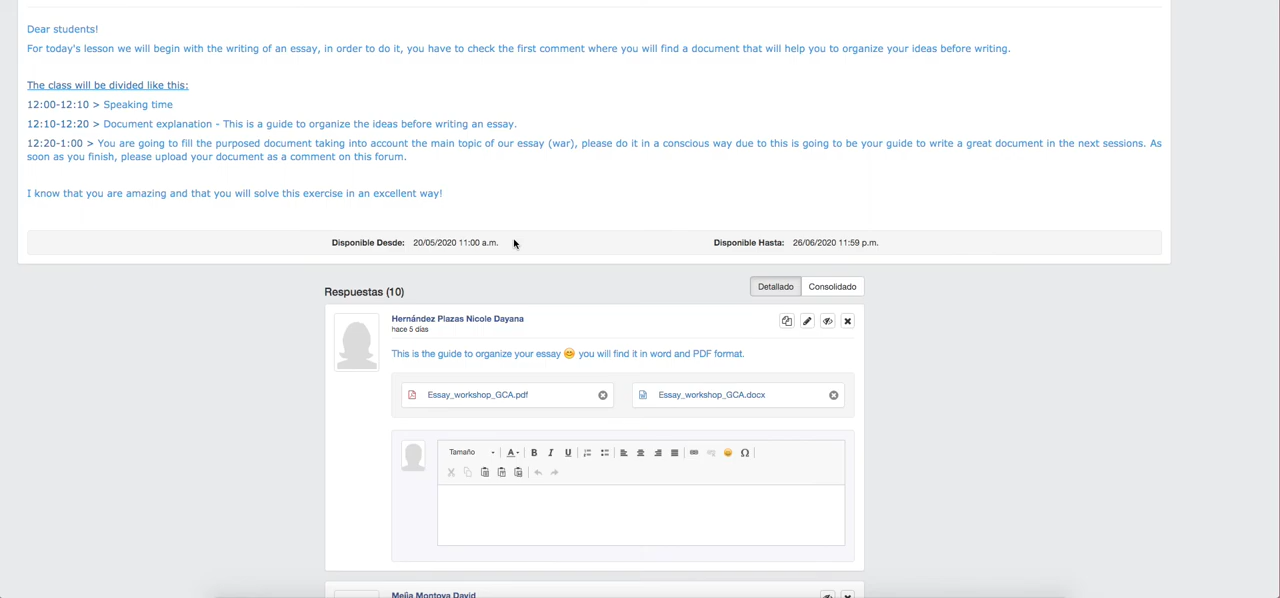 Dear students!
For today's lesson we will begin with the writing of an essay, in order to do it, you have to check the first comment where you will find a document that will help you to organize your ideas before writing.
The class will be divided like this:
12:00-12:10 > Speaking time
12:10-12:20 > Document explanation - This is a guide to organize the ideas before writing an essay.
12:20-1:00 > You are going to fill the purposed document taking into account the main topic of our essay (war), please do it in a conscious way due to this is going to be your guide to write a great document in the next sessions. As
soon as you finish, please upload your document as a comment on this forum.
I know that you are amazing and that you will solve this exercise in an excellent way!
Disponible Desde: 20/05/2020 11:00 a.m. Disponible Hasta: 26/06/2020 11:59 p.m.
Respuestas (10) Detallado Consolidado
Hernández Plazas Nicole Dayana
hace 5 días
This is the guide to organize your essay 😊 you will find it in word and PDF format.
Essay_workshop_GCA.pdf Essay_workshop_GCA.docx
Tamaño A B I U Ω
Mejía Montoya David